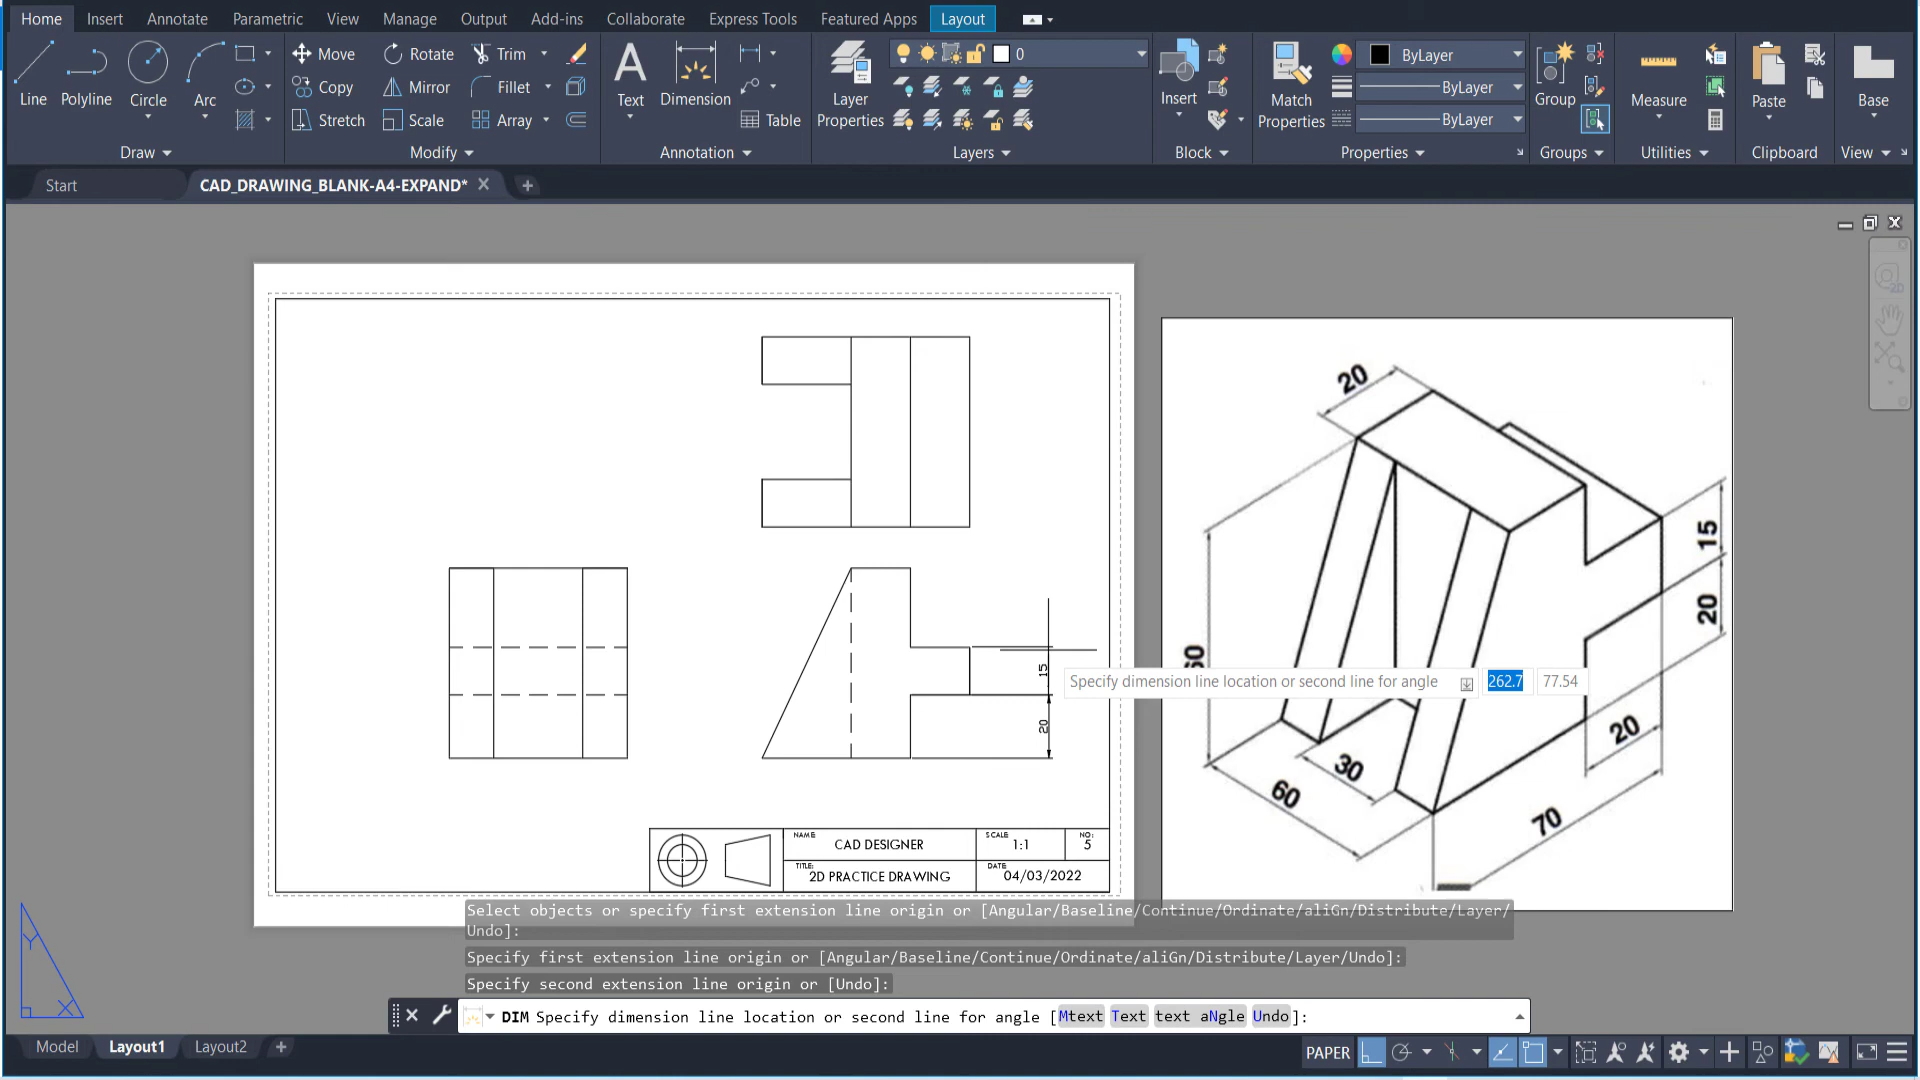 Home Insert Annotate Parametric View Manage Output Add-ins Collaborate Express Tools Featured Apps Layout
Move Rotate Trim
Copy Mirror Fillet
Stretch Scale Array
Line Polyline Circle Arc
Text Dimension Table
Layer Properties
0
Insert
Match Properties
ByLayer
ByLayer
ByLayer
Group
Measure
Paste
Base
Draw Modify Annotation Layers Block Properties Groups Utilities Clipboard View
Start CAD_DRAWING_BLANK-A4-EXPAND*
2D
20
15
20
60
30
60
20
70
15
20
Specify dimension line location or second line for angle 262.7 77.54
NAME: CAD DESIGNER SCALE 1:1 NO: 5
TITLE: 2D PRACTICE DRAWING DATE 04/03/2022
Y
X
Select objects or specify first extension line origin or [Angular/Baseline/Continue/Ordinate/aliGn/Distribute/Layer/
Undo]:
Specify first extension line origin or [Angular/Baseline/Continue/Ordinate/aliGn/Distribute/Layer/Undo]:
Specify second extension line origin or [Undo]:
DIM Specify dimension line location or second line for angle [Mtext Text text aNgle Undo]:
Model Layout1 Layout2
PAPER